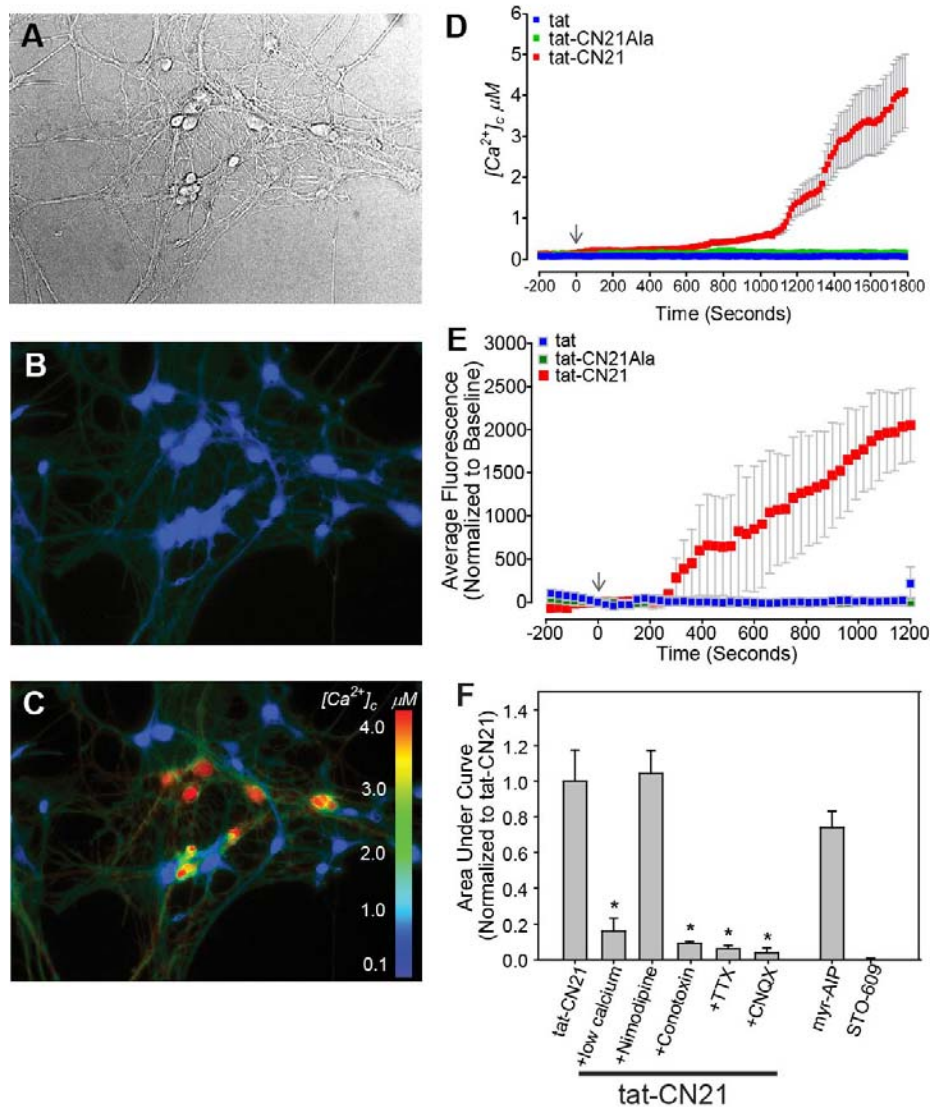 A
B
C
[Ca2+]c μM
4.0
3.0
2.0
1.0
0.1
D
tat
tat-CN21Ala
tat-CN21
[Ca2+]c μM
6
5
4
3
2
1
0
-200 0 200 400 600 800 1000 1200 1400 1600 1800
Time (Seconds)
E
tat
tat-CN21Ala
tat-CN21
Average Fluorescence
(Normalized to Baseline)
3000
2500
2000
1500
1000
500
0
-200 0 200 400 600 800 1000 1200
Time (Seconds)
F
Area Under Curve
(Normalized to tat-CN21)
1.4
1.2
1.0
0.8
0.6
0.4
0.2
0.0
* * * *
tat-CN21
+low calcium
+Nimodipine
+Conotoxin
+TTX
+CNQX
myr-AIP
STO-609
tat-CN21